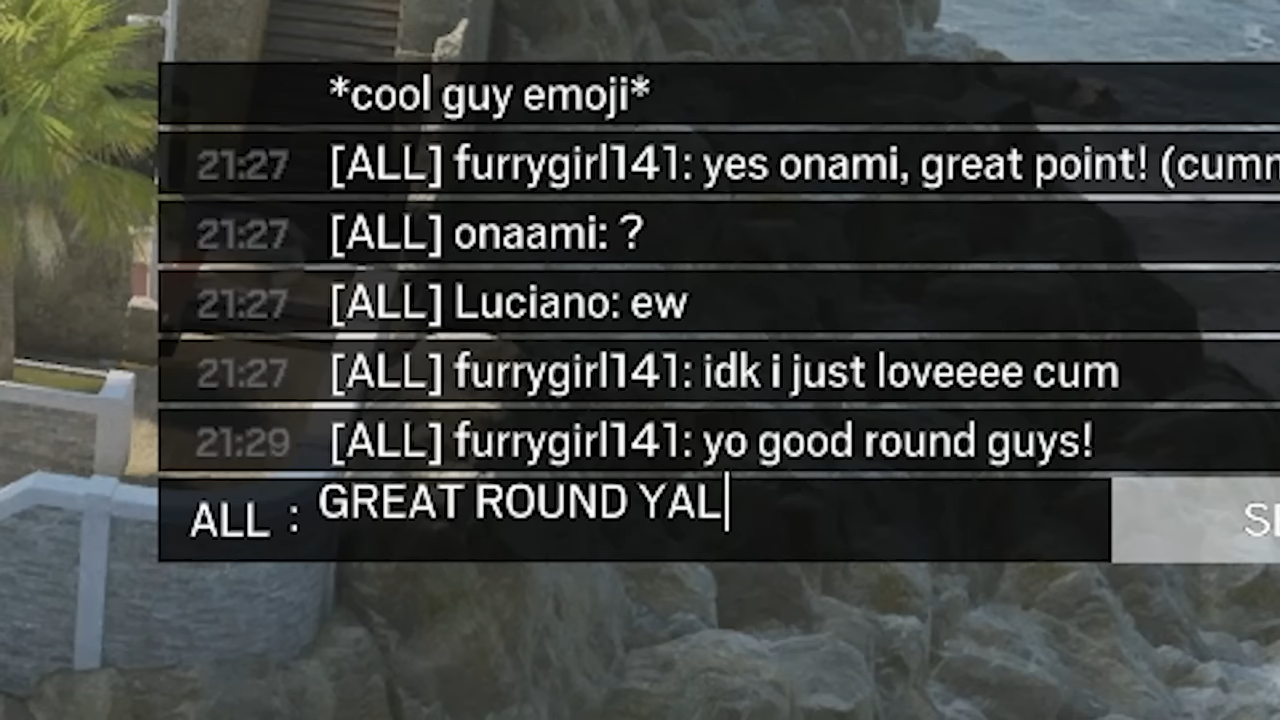 *cool guy emoji*
21:27 [ALL] furrygirl141: yes onami, great point! (cumm
21:27 [ALL] onaami: ?
21:27 [ALL] Luciano: ew
21:27 [ALL] furrygirl141: idk i just loveeee cum
21:29 [ALL] furrygirl141: yo good round guys!
ALL : GREAT ROUND YAL